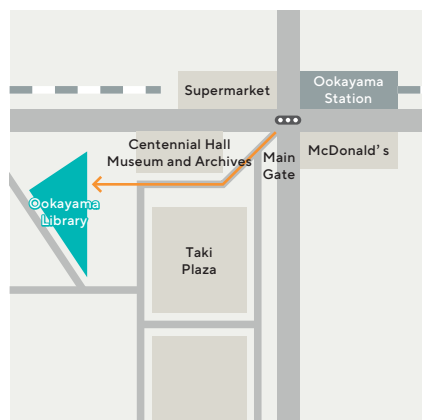 Supermarket
Ookayama
Station
Centennial Hall
Museum and Archives
Main
Gate
McDonald’s
Ookayama
Library
Taki
Plaza